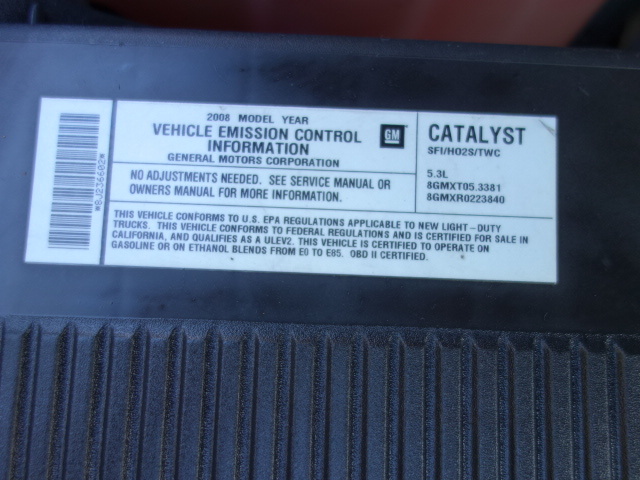 *8J236602*
2008 MODEL YEAR
VEHICLE EMISSION CONTROL
INFORMATION
GENERAL MOTORS CORPORATION
GM
NO ADJUSTMENTS NEEDED. SEE SERVICE MANUAL OR
OWNERS MANUAL FOR MORE INFORMATION.
CATALYST
SFI/HO2S/TWC
5.3L
8GMXT05.3381
8GMXR0223840
THIS VEHICLE CONFORMS TO U.S. EPA REGULATIONS APPLICABLE TO NEW LIGHT-DUTY
TRUCKS. THIS VEHICLE CONFORMS TO FEDERAL REGULATIONS AND IS CERTIFIED FOR SALE IN
CALIFORNIA, AND QUALIFIES AS A ULEV2. THIS VEHICLE IS CERTIFIED TO OPERATE ON
GASOLINE OR ON ETHANOL BLENDS FROM E0 TO E85. OBD II CERTIFIED.